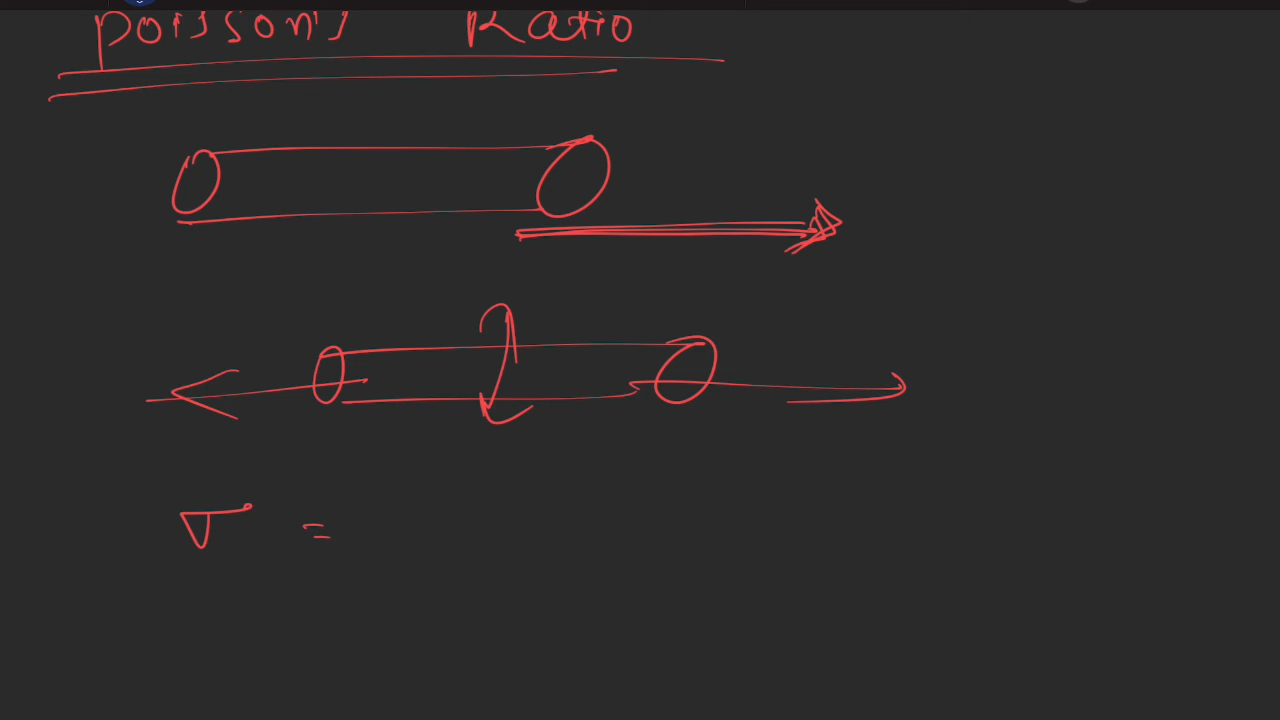 Poisson's Ratio
σ =